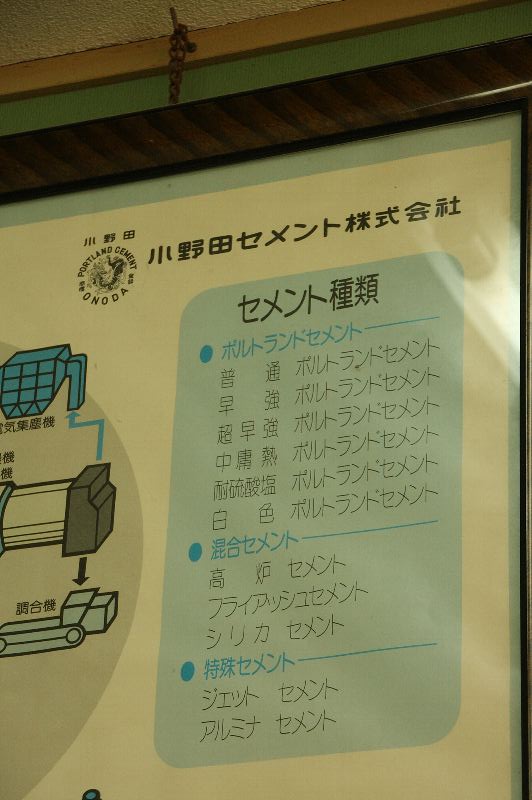 小野田
PORTLAND CEMENT
ONODA
小野田セメント株式会社
セメント種類
ポルトランドセメント
普通 ポルトランドセメント
早強 ポルトランドセメント
超早強 ポルトランドセメント
中庸熱 ポルトランドセメント
耐硫酸塩 ポルトランドセメント
白色 ポルトランドセメント
混合セメント
高炉 セメント
フライアッシュセメント
シリカ セメント
特殊セメント
ジェット セメント
アルミナ セメント
電気集塵機
機
機
調合機